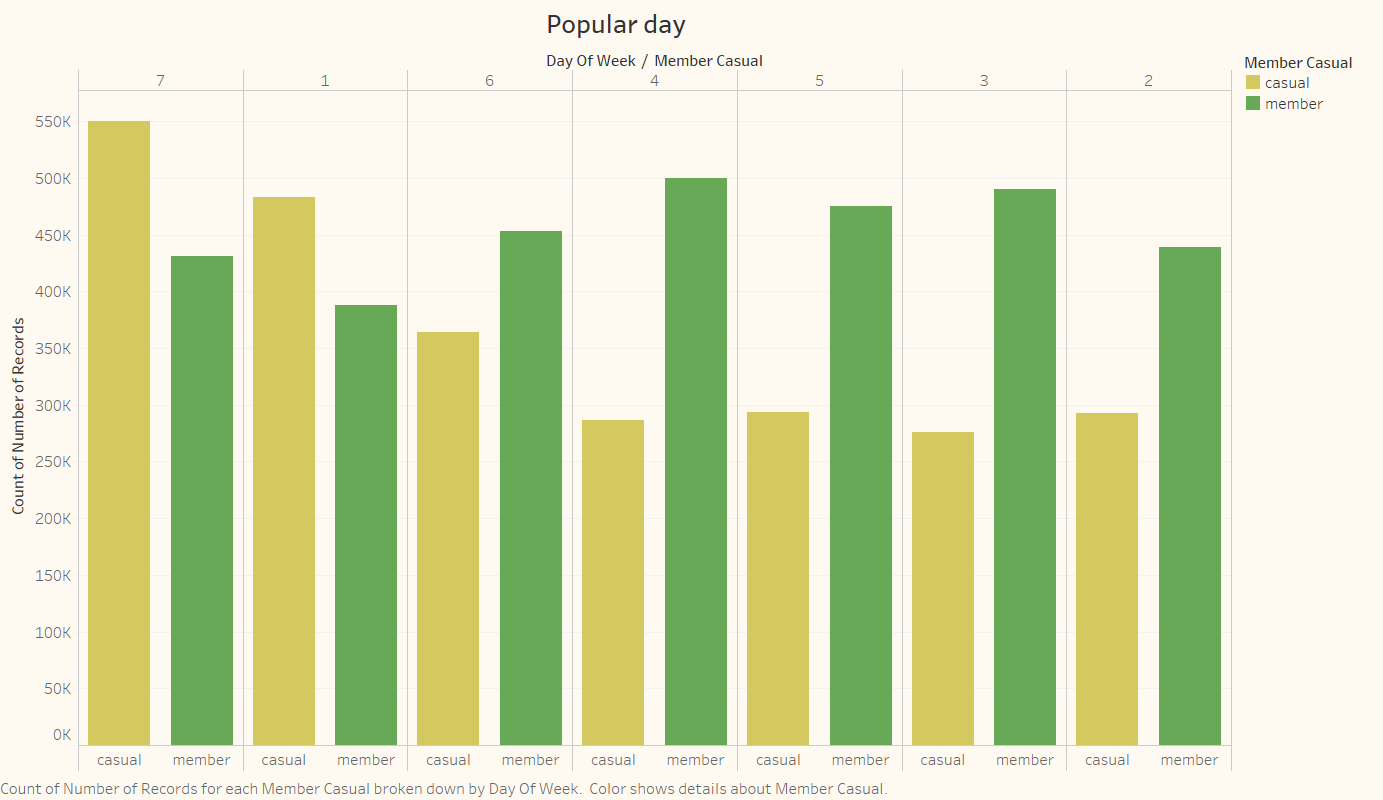 Popular day
Day Of Week / Member Casual
7 1 6 4 5 3 2
Member Casual
casual
member
Count of Number of Records
550K
500K
450K
400K
350K
300K
250K
200K
150K
100K
50K
0K
casual member casual member casual member casual member casual member casual member casual member
Count of Number of Records for each Member Casual broken down by Day Of Week.  Color shows details about Member Casual.